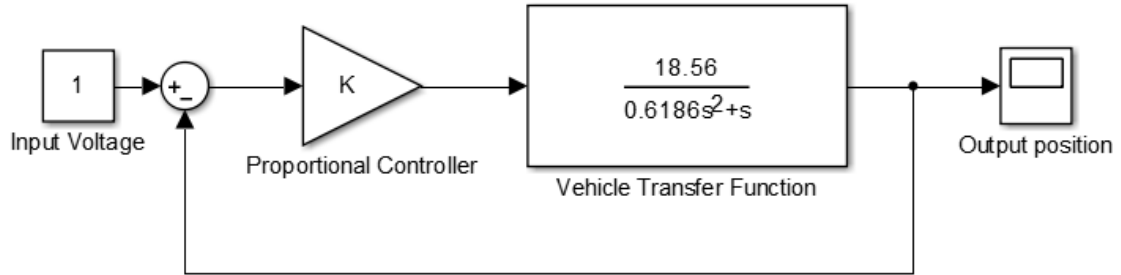 1
Input Voltage
+
−
K
Proportional Controller
18.56
0.6186s²+s
Vehicle Transfer Function
Output position